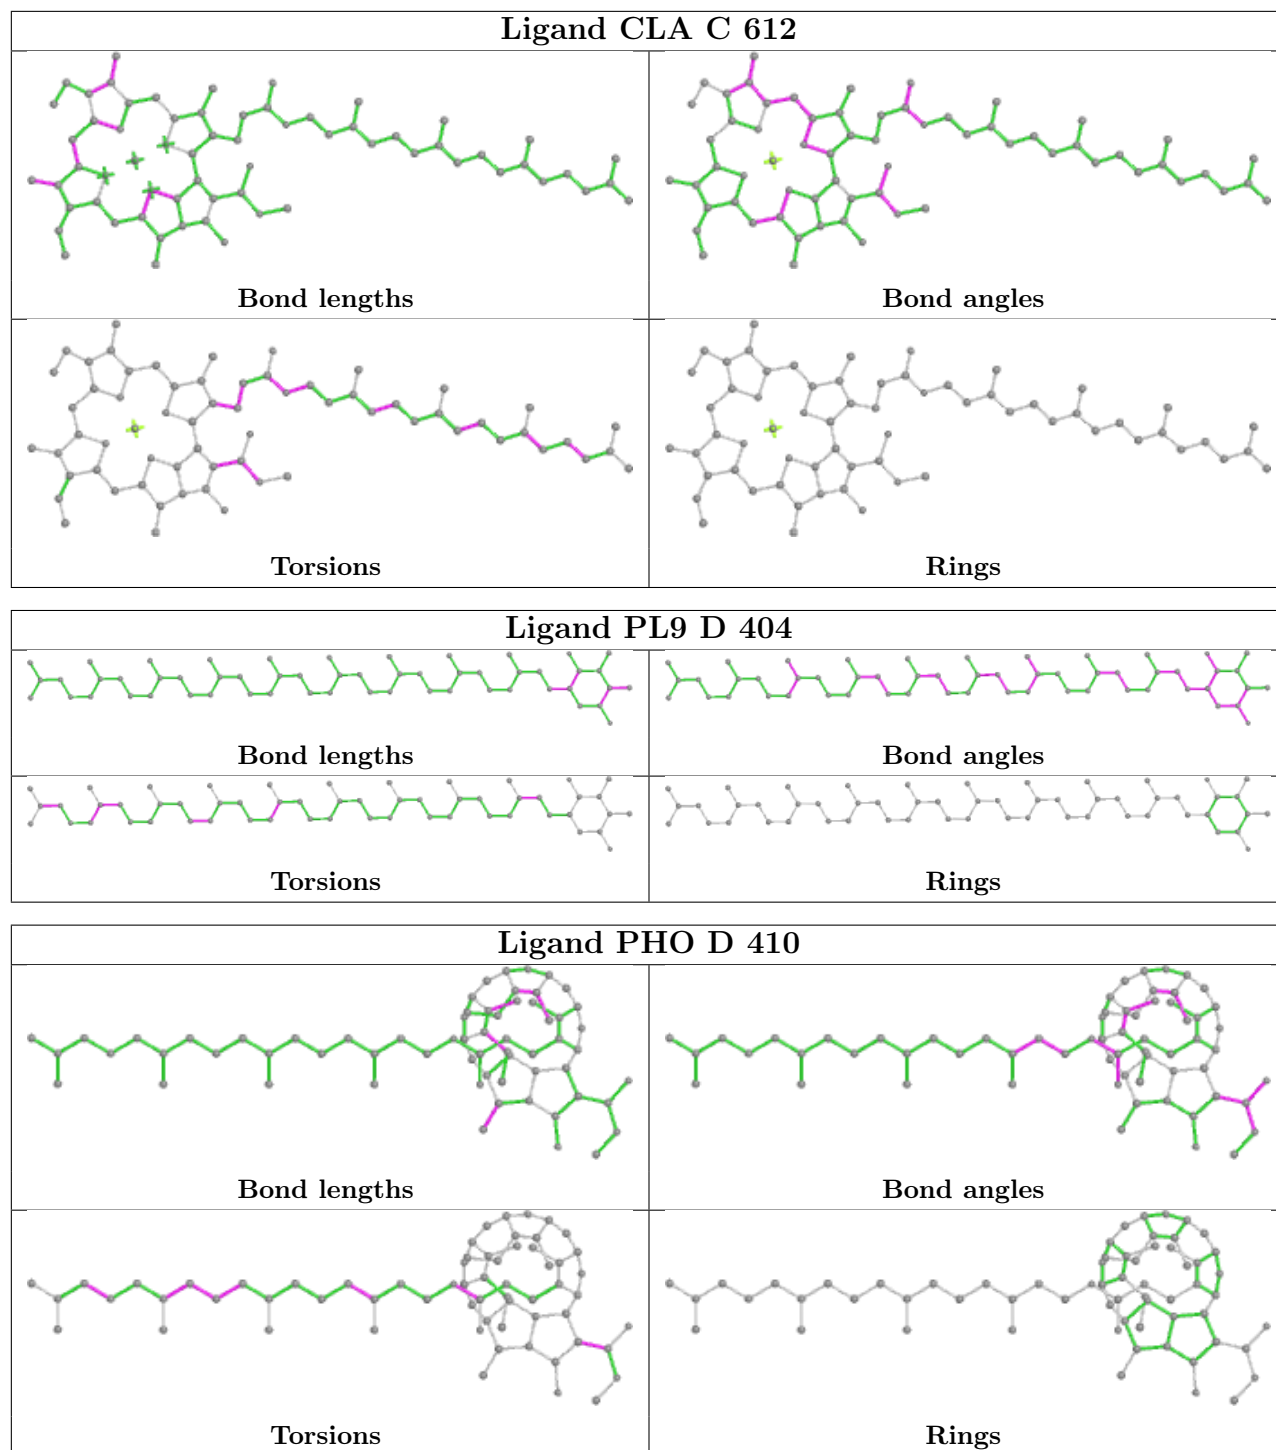 Ligand CLA C 612
Bond lengths
Bond angles
Torsions
Rings
Ligand PL9 D 404
Bond lengths
Bond angles
Torsions
Rings
Ligand PHO D 410
Bond lengths
Bond angles
Torsions
Rings